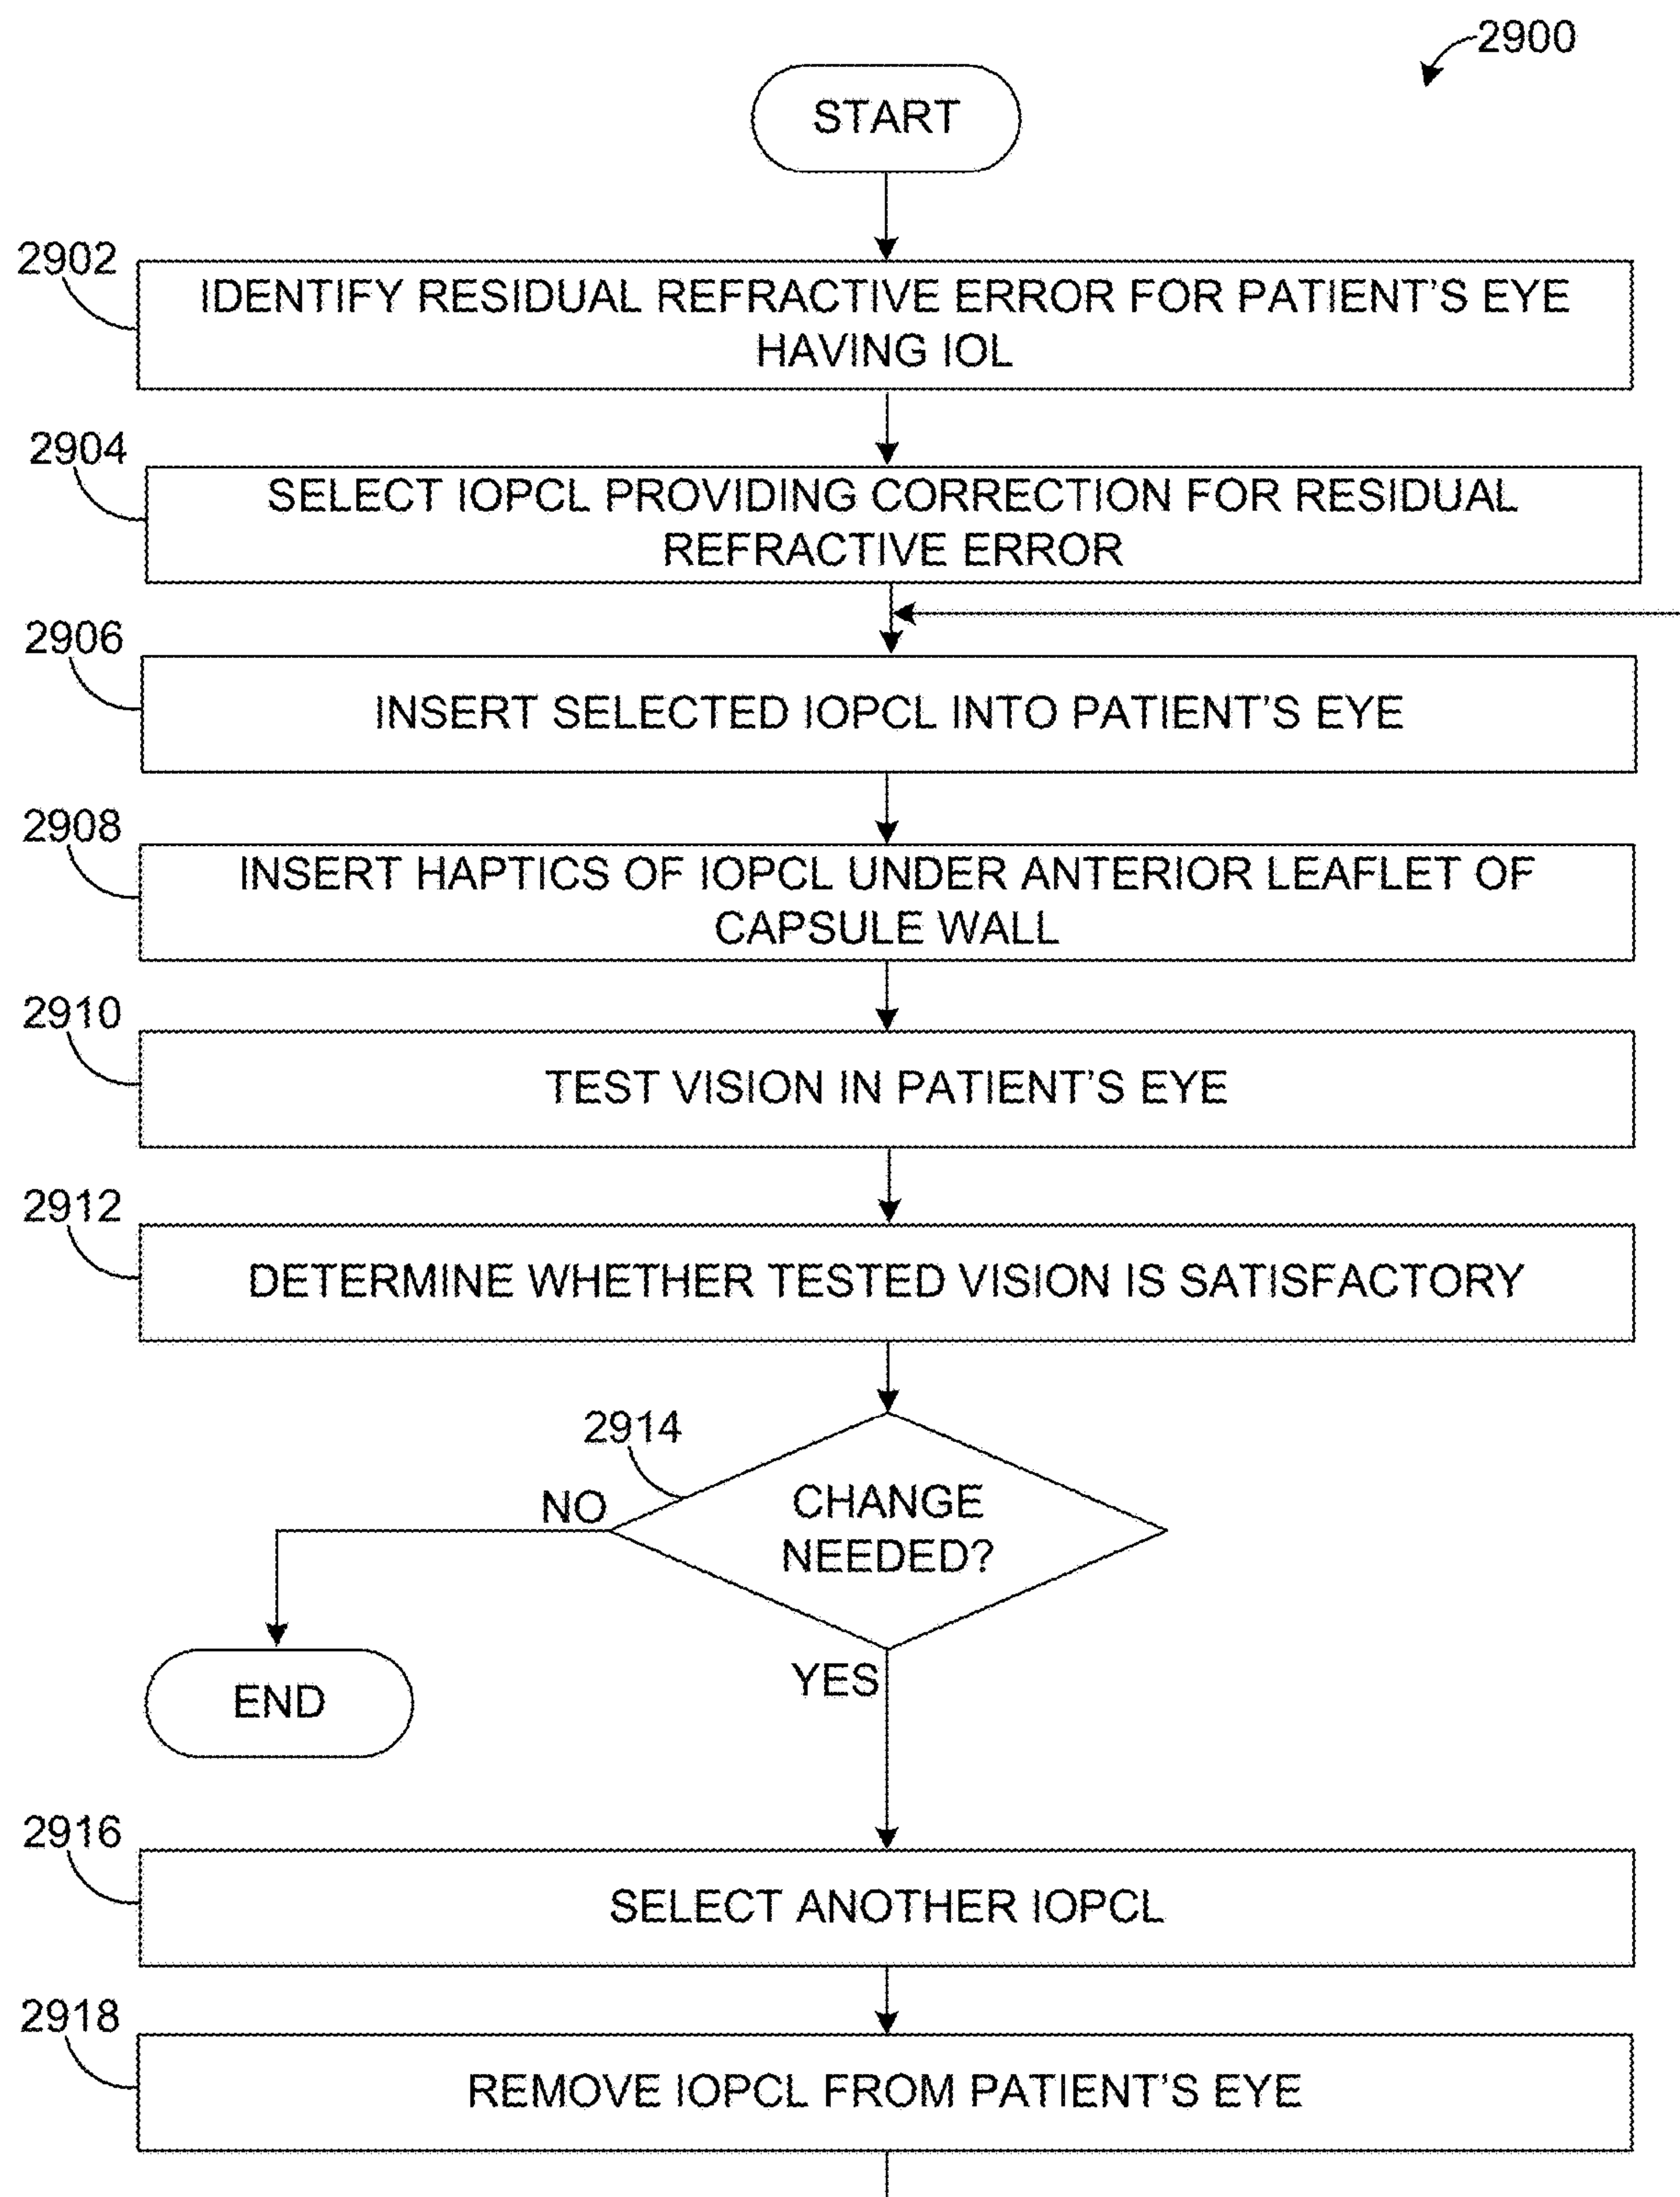 2900
START
2902
IDENTIFY RESIDUAL REFRACTIVE ERROR FOR PATIENT'S EYE
HAVING IOL
2904
SELECT IOPCL PROVIDING CORRECTION FOR RESIDUAL
REFRACTIVE ERROR
2906
INSERT SELECTED IOPCL INTO PATIENT'S EYE
2908
INSERT HAPTICS OF IOPCL UNDER ANTERIOR LEAFLET OF
CAPSULE WALL
2910
TEST VISION IN PATIENT'S EYE
2912
DETERMINE WHETHER TESTED VISION IS SATISFACTORY
2914
NO
CHANGE
NEEDED?
END
YES
2916
SELECT ANOTHER IOPCL
2918
REMOVE IOPCL FROM PATIENT'S EYE